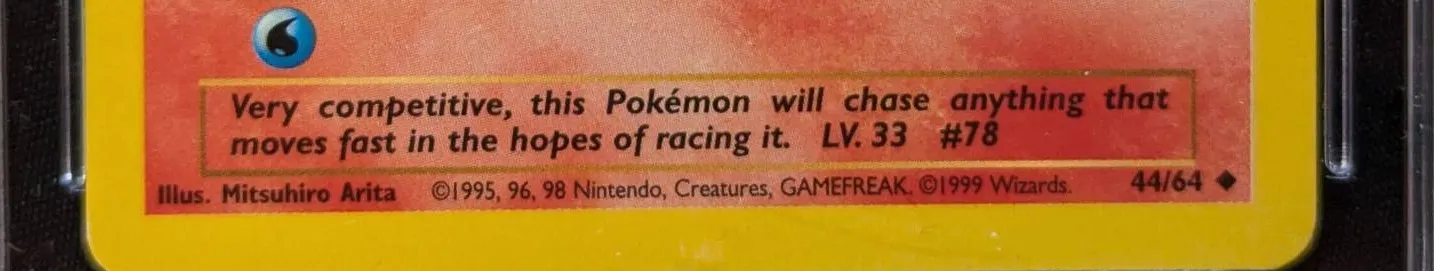 Very competitive, this Pokémon will chase anything that
moves fast in the hopes of racing it. LV. 33 #78
Illus. Mitsuhiro Arita ©1995, 96, 98 Nintendo, Creatures, GAMEFREAK. ©1999 Wizards. 44/64 ◆